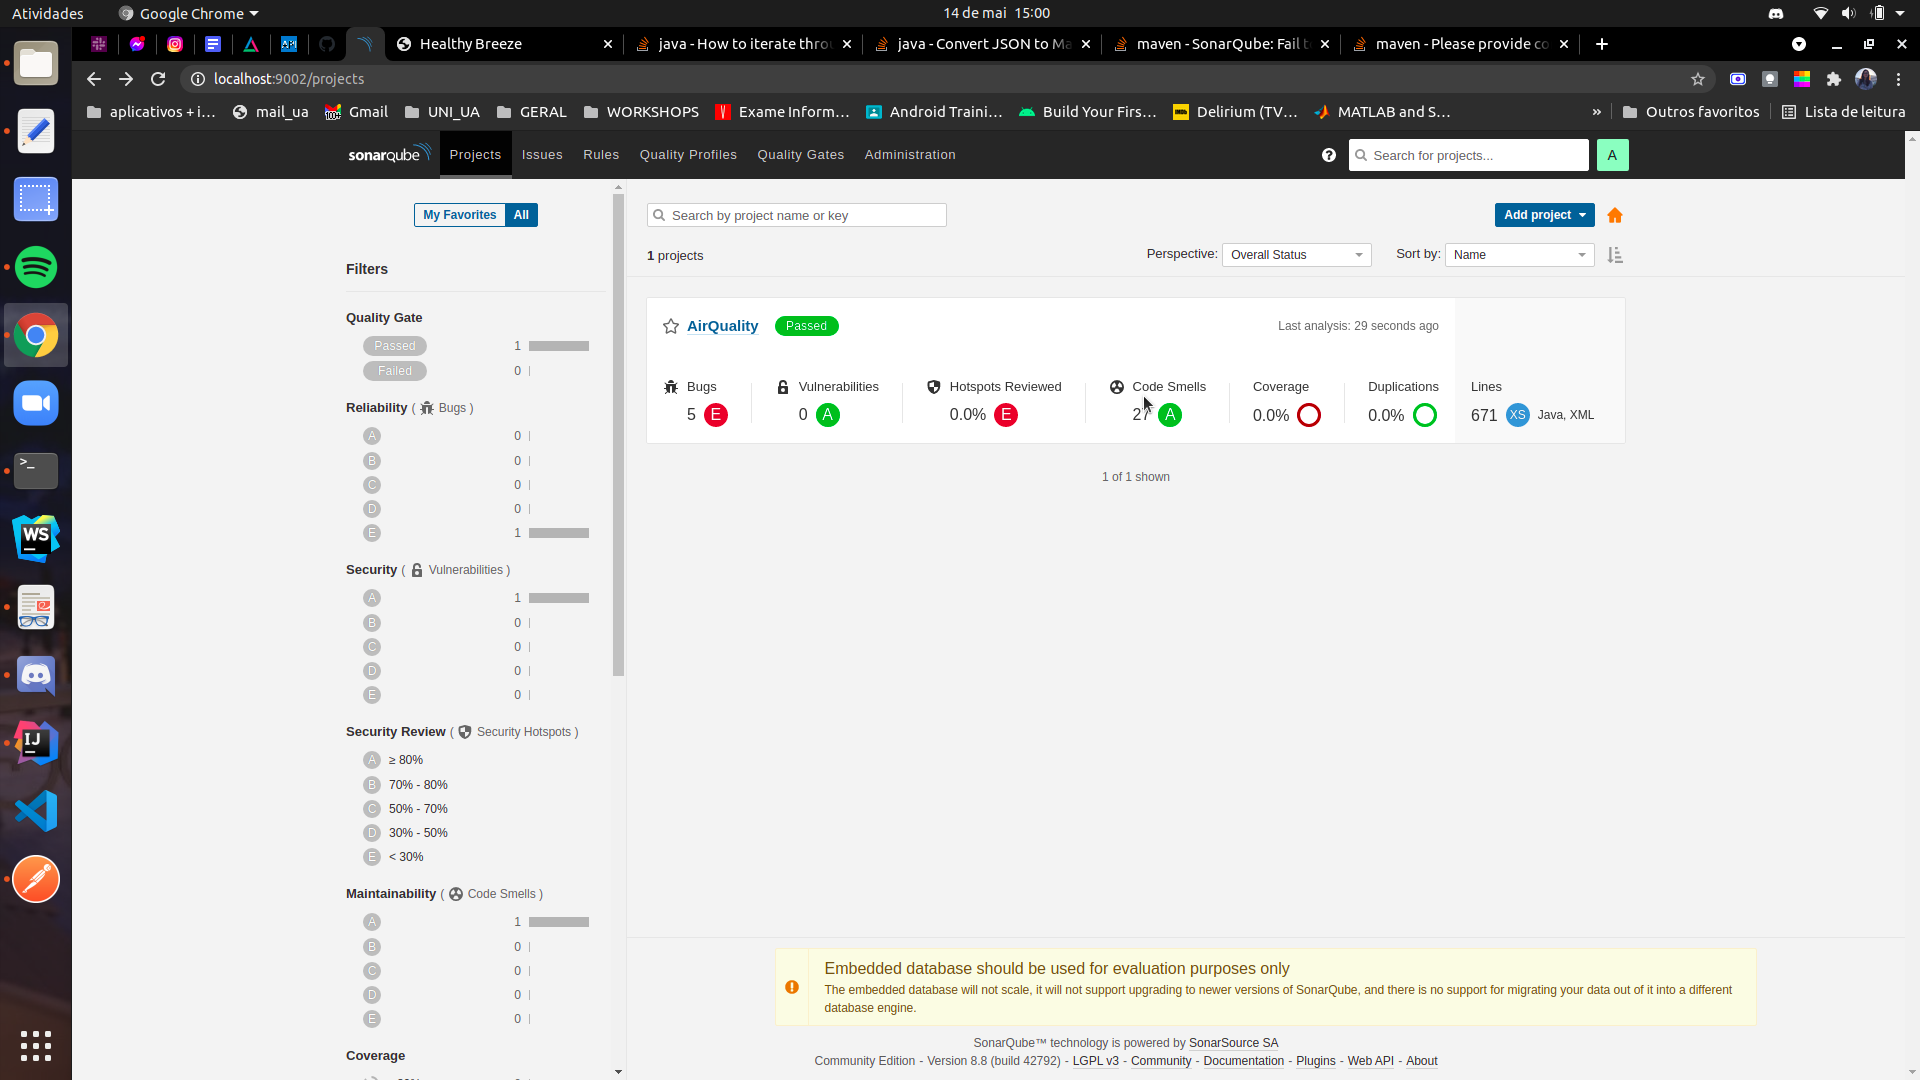 Atividades
Google Chrome
14 de mai 15:00
Healthy Breeze
java - How to iterate thro
java - Convert JSON to Ma
maven - SonarQube: Fail t
maven - Please provide co
localhost:9002/projects
aplicativos + i…
mail_ua
Gmail
UNI_UA
GERAL
WORKSHOPS
Exame Inform…
Android Traini…
Build Your Firs…
Delirium (TV…
MATLAB and S…
»
Outros favoritos
Lista de leitura
sonarqube
Projects
Issues
Rules
Quality Profiles
Quality Gates
Administration
Search for projects...
A
My Favorites
All
Search by project name or key
Add project
1 projects
Perspective:
Overall Status
Sort by:
Name
Filters
Quality Gate
Passed 1
Failed 0
Reliability ( Bugs )
A 0
B 0
C 0
D 0
E 1
Security ( Vulnerabilities )
A 1
B 0
C 0
D 0
E 0
Security Review ( Security Hotspots )
A ≥ 80%
B 70% - 80%
C 50% - 70%
D 30% - 50%
E < 30%
Maintainability ( Code Smells )
A 1
B 0
C 0
D 0
E 0
Coverage
AirQuality
Passed
Last analysis: 29 seconds ago
Bugs
5 E
Vulnerabilities
0 A
Hotspots Reviewed
0.0% E
Code Smells
27 A
Coverage
0.0%
Duplications
0.0%
Lines
671 XS Java, XML
1 of 1 shown
Embedded database should be used for evaluation purposes only
The embedded database will not scale, it will not support upgrading to newer versions of SonarQube, and there is no support for migrating your data out of it into a different
database engine.
SonarQube™ technology is powered by SonarSource SA
Community Edition - Version 8.8 (build 42792) - LGPL v3 - Community - Documentation - Plugins - Web API - About
WS
IJ